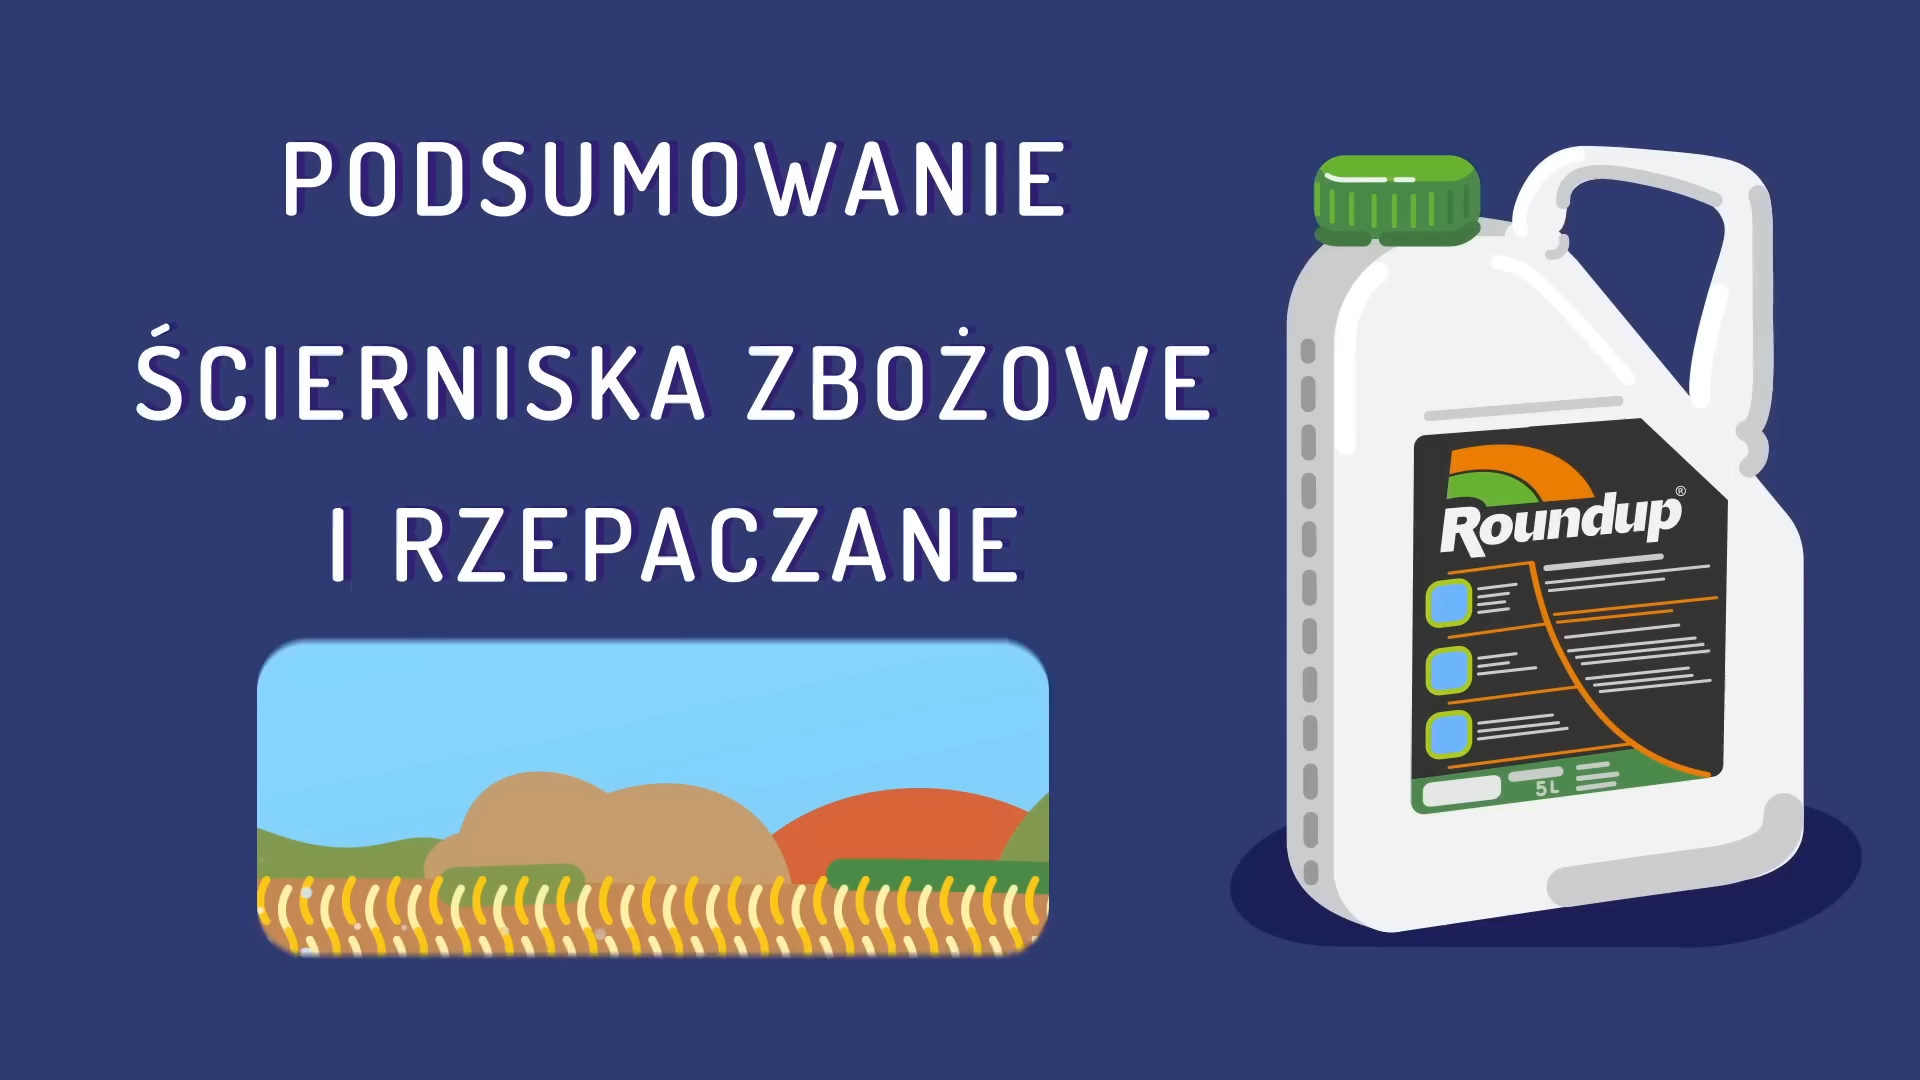 PODSUMOWANIE
ŚCIERNISKA ZBOŻOWE
I RZEPACZANE
Roundup®
5L